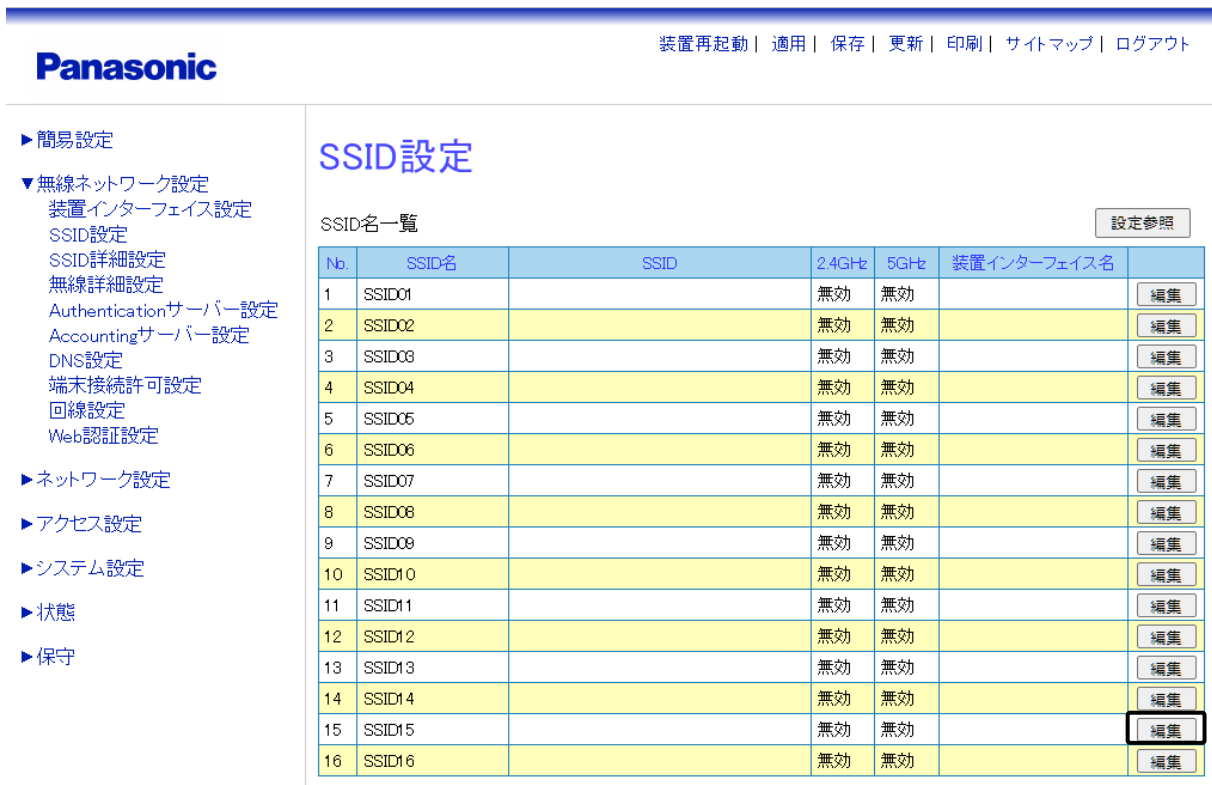 装置再起動| 適用| 保存| 更新| 印刷| サイトマップ| ログアウト
Panasonic
►簡易設定
▼無線ネットワーク設定
装置インターフェイス設定
SSID設定
SSID詳細設定
無線詳細設定
Authenticationサーバー設定
Accountingサーバー設定
DNS設定
端末接続許可設定
回線設定
Web認証設定
►ネットワーク設定
►アクセス設定
►システム設定
►状態
►保守
SSID設定
SSID名一覧 設定参照
No. SSID名 SSID 2.4GHz 5GHz 装置インターフェイス名
1 SSID01 無効 無効 編集
2 SSID02 無効 無効 編集
3 SSID03 無効 無効 編集
4 SSID04 無効 無効 編集
5 SSID05 無効 無効 編集
6 SSID06 無効 無効 編集
7 SSID07 無効 無効 編集
8 SSID08 無効 無効 編集
9 SSID09 無効 無効 編集
10 SSID10 無効 無効 編集
11 SSID11 無効 無効 編集
12 SSID12 無効 無効 編集
13 SSID13 無効 無効 編集
14 SSID14 無効 無効 編集
15 SSID15 無効 無効 編集
16 SSID16 無効 無効 編集